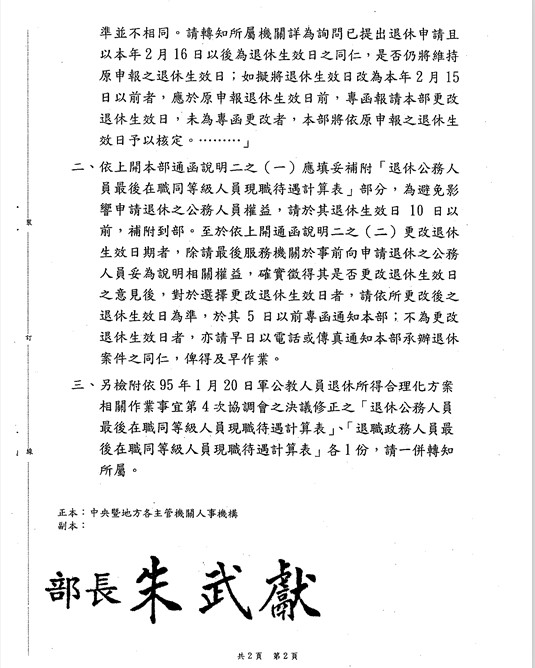 準並不相同。請轉知所屬機關詳為詢問已提出退休申請且
以本年2月16日以後為退休生效日之同仁，是否仍將維持
原申報之退休生效日；如擬將退休生效日改為本年2月15
日以前者，應於原申報退休生效日前，專函報請本部更改
退休生效日，未為專函更改者，本部將依原申報之退休生
效日予以核定。………」
二、依上開本部通函說明二之（一）應填妥補附「退休公務人
員最後在職同等級人員現職待遇計算表」部分，為避免影
響申請退休之公務人員權益，請於其退休生效日 10 日以
前，補附到部。至於依上開通函說明二之（二）更改退休
生效日期者，除請最後服務機關於事前向申請退休之公務
人員妥為說明相關權益，確實徵得其是否更改退休生效日
之意見後，對於選擇更改退休生效日者，請依所更改後之
退休生效日為準，於其 5 日以前專函通知本部；不為更改
退休生效日者，亦請早日以電話或傳真通知本部承辦退休
案件之同仁，俾得及早作業。
三、另檢附依95年1月20日軍公教人員退休所得合理化方案
相關作業事宜第4次協調會之決議修正之「退休公務人員
最後在職同等級人員現職待遇計算表」、「退職政務人員最
後在職同等級人員現職待遇計算表」各1份，請一併轉知
所屬。
裝
訂
線
正本：中央暨地方各主管機關人事機構
副本：
部長 朱武獻
共2頁 第2頁